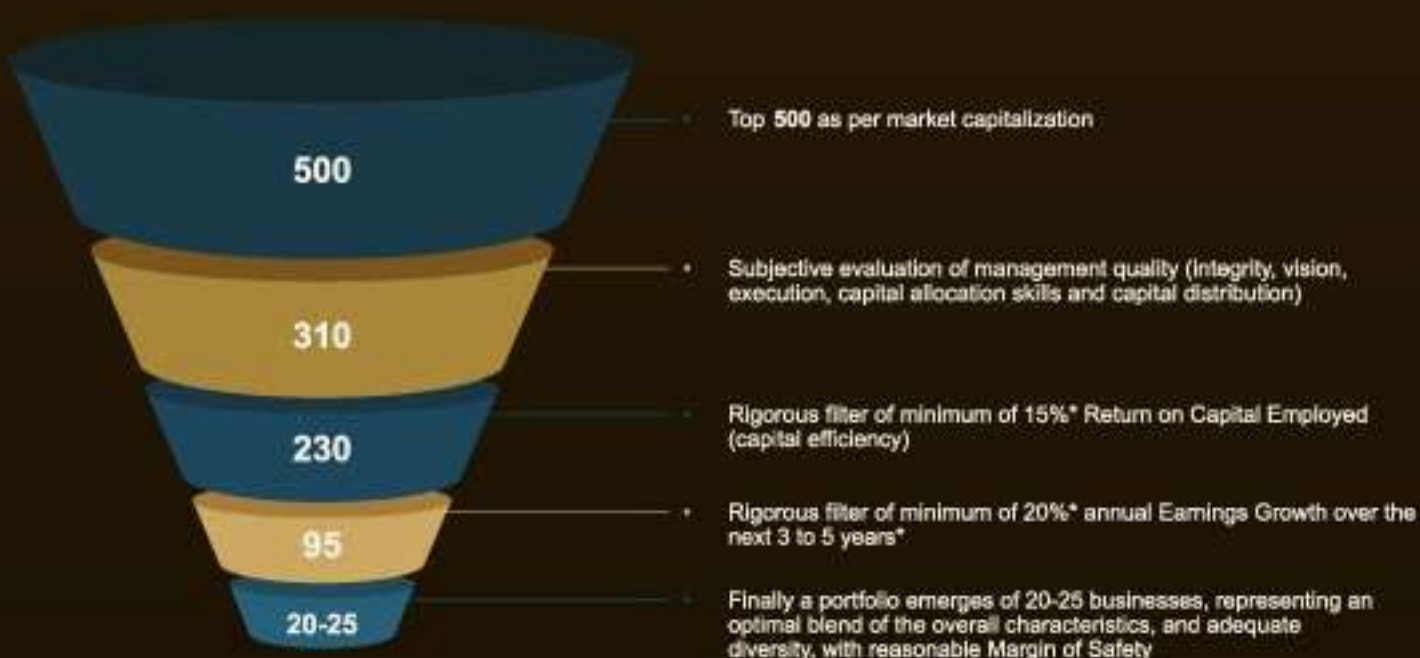 500
Top 500 as per market capitalization
310
Subjective evaluation of management quality (integrity, vision,
execution, capital allocation skills and capital distribution)
230
Rigorous filter of minimum of 15%* Return on Capital Employed
(capital efficiency)
95
Rigorous filter of minimum of 20%* annual Earnings Growth over the
next 3 to 5 years*
20-25
Finally a portfolio emerges of 20-25 businesses, representing an
optimal blend of the overall characteristics, and adequate
diversity, with reasonable Margin of Safety